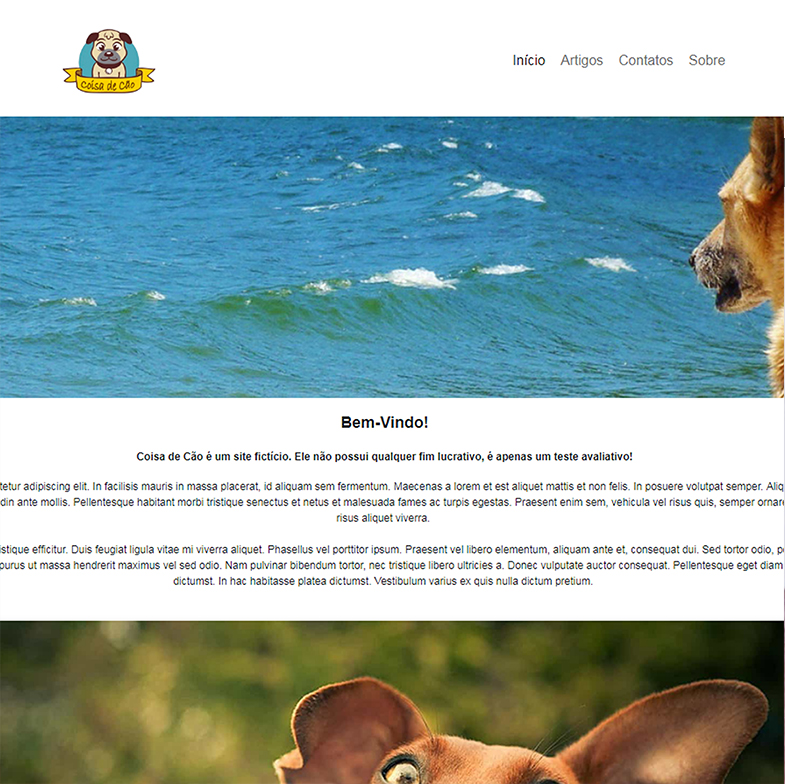 Coisa de Cão
Início Artigos Contatos Sobre
Bem-Vindo!
Coisa de Cão é um site fictício. Ele não possui qualquer fim lucrativo, é apenas um teste avaliativo!
tetur adipiscing elit. In facilisis mauris in massa placerat, id aliquam sem fermentum. Maecenas a lorem et est aliquet mattis et non felis. In posuere volutpat semper. Aliq
din ante mollis. Pellentesque habitant morbi tristique senectus et netus et malesuada fames ac turpis egestas. Praesent enim sem, vehicula vel risus quis, semper ornare
risus aliquet viverra.
istique efficitur. Duis feugiat ligula vitae mi viverra aliquet. Phasellus vel porttitor ipsum. Praesent vel libero elementum, aliquam ante et, consequat dui. Sed tortor odio, p
purus ut massa hendrerit maximus vel sed odio. Nam pulvinar bibendum tortor, nec tristique libero ultricies a. Donec vulputate auctor consequat. Pellentesque eget diam
dictumst. In hac habitasse platea dictumst. Vestibulum varius ex quis nulla dictum pretium.